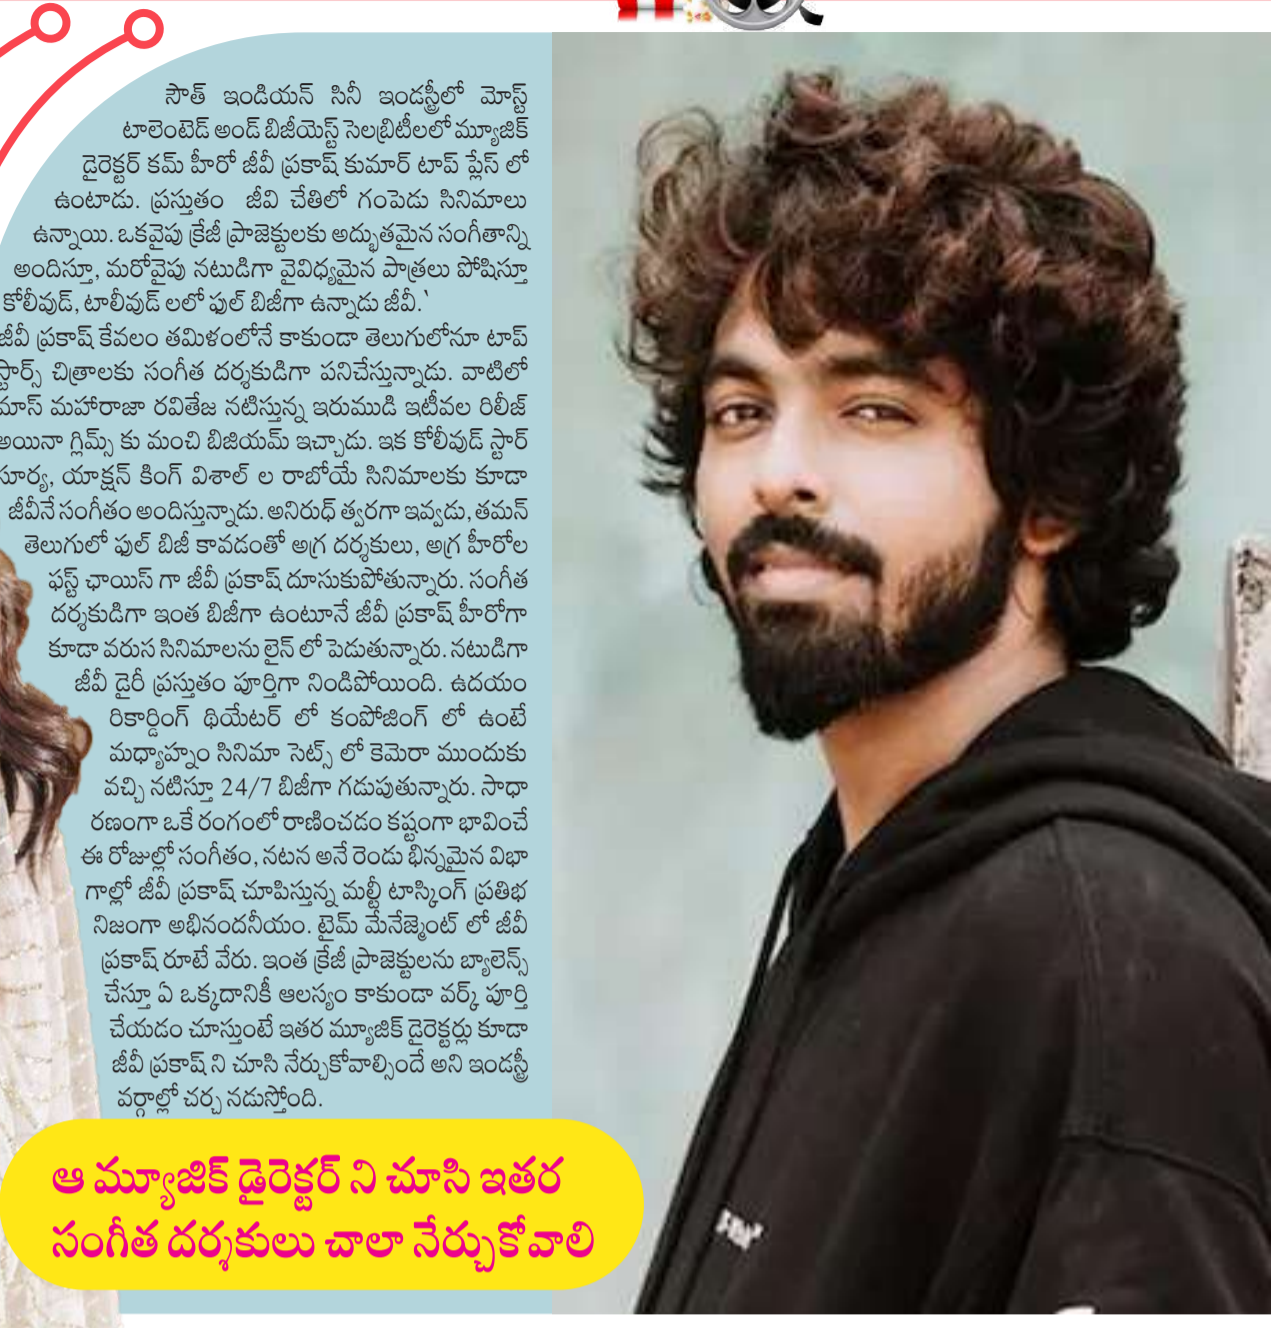 సౌత్ ఇండియన్ సినీ ఇండస్ట్రీలో మోస్ట్
టాలెంటెడ్ అండ్ బిజీయెస్ట్ సెలబ్రిటీలలో మ్యూజిక్
డైరెక్టర్ కమ్ హీరో జీవీ ప్రకాష్ కుమార్ టాప్ ప్లేస్ లో
ఉంటాడు. ప్రస్తుతం జీవి చేతిలో గంపెడు సినిమాలు
ఉన్నాయి. ఒకవైపు క్రేజీ ప్రాజెక్టులకు అద్భుతమైన సంగీతాన్ని
అందిస్తూ, మరోవైపు నటుడిగా వైవిధ్యమైన పాత్రలు పోషిస్తూ
కోలీవుడ్, టాలీవుడ్ లలో ఫుల్ బిజీగా ఉన్నాడు జీవీ.`
జీవీ ప్రకాష్ కేవలం తమిళంలోనే కాకుండా తెలుగులోనూ టాప్
స్టార్స్ చిత్రాలకు సంగీత దర్శకుడిగా పనిచేస్తున్నాడు. వాటిలో
మాస్ మహారాజా రవితేజ నటిస్తున్న ఇరుముడి ఇటీవల రిలీజ్
అయినా గ్లిమ్స్ కు మంచి బిజియమ్ ఇచ్చాడు. ఇక కోలీవుడ్ స్టార్
సూర్య, యాక్షన్ కింగ్ విశాల్ ల రాబోయే సినిమాలకు కూడా
జీవీనే సంగీతం అందిస్తున్నాడు. అనిరుధ్ త్వరగా ఇవ్వడు, తమన్
తెలుగులో ఫుల్ బిజీ కావడంతో అగ్ర దర్శకులు, అగ్ర హీరోల
ఫస్ట్ ఛాయిస్ గా జీవీ ప్రకాష్ దూసుకుపోతున్నారు. సంగీత
దర్శకుడిగా ఇంత బిజీగా ఉంటూనే జీవీ ప్రకాష్ హీరోగా
కూడా వరుస సినిమాలను లైన్ లో పెడుతున్నారు. నటుడిగా
జీవీ డైరీ ప్రస్తుతం పూర్తిగా నిండిపోయింది. ఉదయం
రికార్డింగ్ థియేటర్ లో కంపోజింగ్ లో ఉంటే
మధ్యాహ్నం సినిమా సెట్స్ లో కెమెరా ముందుకు
వచ్చి నటిస్తూ 24/7 బిజీగా గడుపుతున్నారు. సాధా
రణంగా ఒకే రంగంలో రాణించడం కష్టంగా భావించే
ఈ రోజుల్లో సంగీతం, నటన అనే రెండు భిన్నమైన విభా
గాల్లో జీవీ ప్రకాష్ చూపిస్తున్న మల్టీ టాస్కింగ్ ప్రతిభ
నిజంగా అభినందనీయం. టైమ్ మేనేజ్మెంట్ లో జీవీ
ప్రకాష్ రూటే వేరు. ఇంత క్రేజీ ప్రాజెక్టులను బ్యాలెన్స్
చేస్తూ ఏ ఒక్కదానికీ ఆలస్యం కాకుండా వర్క్ పూర్తి
చేయడం చూస్తుంటే ఇతర మ్యూజిక్ డైరెక్టర్లు కూడా
జీవీ ప్రకాష్ ని చూసి నేర్చుకోవాల్సిందే అని ఇండస్ట్రీ
వర్గాల్లో చర్చ నడుస్తోంది.
ఆ మ్యూజిక్ డైరెక్టర్ ని చూసి ఇతర
సంగీత దర్శకులు చాలా నేర్చుకోవాలి